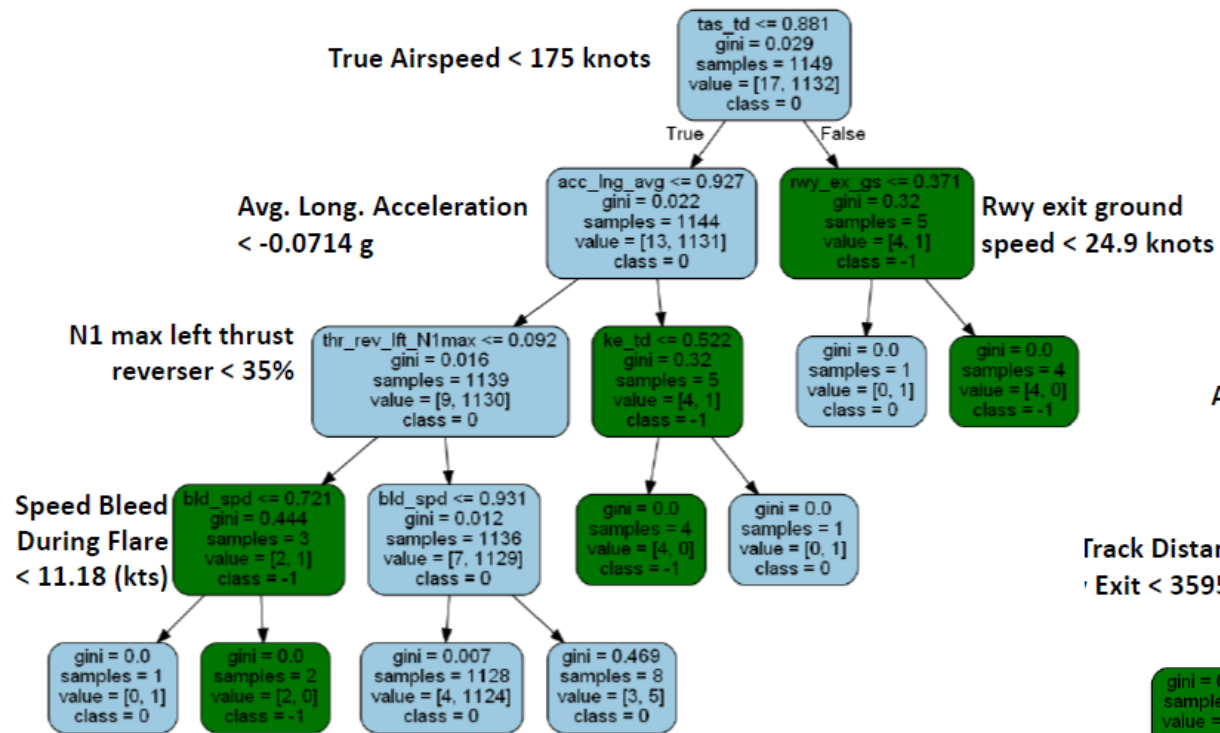 tas_td <= 0.881
gini = 0.029
samples = 1149
value = [17, 1132]
class = 0
True Airspeed < 175 knots
True
False
acc_lng_avg <= 0.927
gini = 0.022
samples = 1144
value = [13, 1131]
class = 0
Avg. Long. Acceleration
< -0.0714 g
rwy_ex_gs <= 0.371
gini = 0.32
samples = 5
value = [4, 1]
class = -1
Rwy exit ground
speed < 24.9 knots
N1 max left thrust
reverser < 35%
thr_rev_lft_N1max <= 0.092
gini = 0.016
samples = 1139
value = [9, 1130]
class = 0
ke_td <= 0.522
gini = 0.32
samples = 5
value = [4, 1]
class = -1
gini = 0.0
samples = 1
value = [0, 1]
class = 0
gini = 0.0
samples = 4
value = [4, 0]
class = -1
Speed Bleed
During Flare
< 11.18 (kts)
bld_spd <= 0.721
gini = 0.444
samples = 3
value = [2, 1]
class = -1
bld_spd <= 0.931
gini = 0.012
samples = 1136
value = [7, 1129]
class = 0
gini = 0.0
samples = 4
value = [4, 0]
class = -1
gini = 0.0
samples = 1
value = [0, 1]
class = 0
Track
Exit <
gini = 0.0
samples = 1
value = [0, 1]
class = 0
gini = 0.0
samples = 2
value = [2, 0]
class = -1
gini = 0.007
samples = 1128
value = [4, 1124]
class = 0
gini = 0.469
samples = 8
value = [3, 5]
class = 0
gini =
value =